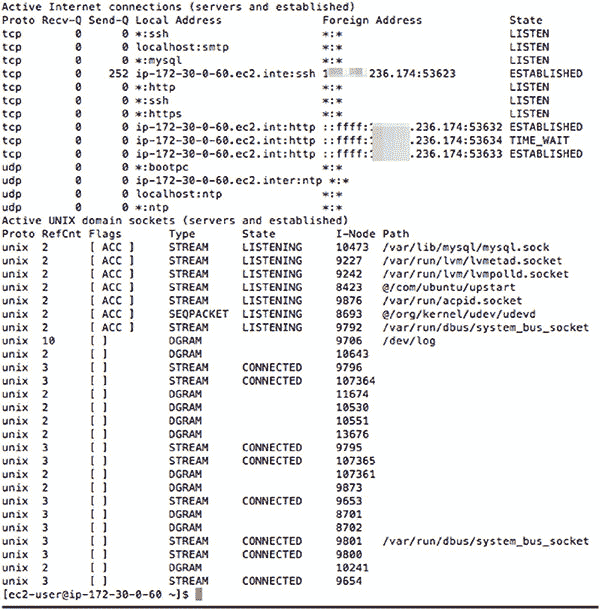 Active Internet connections (servers and established)
Proto Recv-Q Send-Q Local Address Foreign Address State
tcp 0 0 *:ssh *:* LISTEN
tcp 0 0 localhost:smtp *:* LISTEN
tcp 0 0 *:mysql *:* LISTEN
tcp 0 252 ip-172-30-0-60.ec2.inte:ssh 1 236.174:53623 ESTABLISHED
tcp 0 0 *:http *:* LISTEN
tcp 0 0 *:ssh *:* LISTEN
tcp 0 0 *:https *:* LISTEN
tcp 0 0 ip-172-30-0-60.ec2.int:http ::ffff:1 .236.174:53632 ESTABLISHED
tcp 0 0 ip-172-30-0-60.ec2.int:http ::ffff: .236.174:53634 TIME_WAIT
tcp 0 0 ip-172-30-0-60.ec2.int:http ::ffff: .236.174:53633 ESTABLISHED
udp 0 0 *:bootpc *:*
udp 0 0 ip-172-30-0-60.ec2.inter:ntp *:*
udp 0 0 localhost:ntp *:*
udp 0 0 *:ntp *:*
Active UNIX domain sockets (servers and established)
Proto RefCnt Flags Type State I-Node Path
unix 2 [ ACC ] STREAM LISTENING 10473 /var/lib/mysql/mysql.sock
unix 2 [ ACC ] STREAM LISTENING 9227 /var/run/lvm/lvmetad.socket
unix 2 [ ACC ] STREAM LISTENING 9242 /var/run/lvm/lvmpolld.socket
unix 2 [ ACC ] STREAM LISTENING 8423 @/com/ubuntu/upstart
unix 2 [ ACC ] STREAM LISTENING 9876 /var/run/acpid.socket
unix 2 [ ACC ] SEQPACKET LISTENING 8693 @/org/kernel/udev/udevd
unix 2 [ ACC ] STREAM LISTENING 9792 /var/run/dbus/system_bus_socket
unix 10 [ ] DGRAM 9706 /dev/log
unix 2 [ ] DGRAM 10643
unix 3 [ ] STREAM CONNECTED 9796
unix 3 [ ] STREAM CONNECTED 107364
unix 2 [ ] DGRAM 11674
unix 2 [ ] DGRAM 10530
unix 2 [ ] DGRAM 10551
unix 2 [ ] DGRAM 13676
unix 3 [ ] STREAM CONNECTED 9795
unix 3 [ ] STREAM CONNECTED 107365
unix 2 [ ] DGRAM 107361
unix 2 [ ] DGRAM 9873
unix 3 [ ] STREAM CONNECTED 9653
unix 3 [ ] DGRAM 8701
unix 3 [ ] DGRAM 8702
unix 3 [ ] STREAM CONNECTED 9801 /var/run/dbus/system_bus_socket
unix 3 [ ] STREAM CONNECTED 9800
unix 2 [ ] DGRAM 10241
unix 3 [ ] STREAM CONNECTED 9654
[ec2-user@ip-172-30-0-60 ~]$